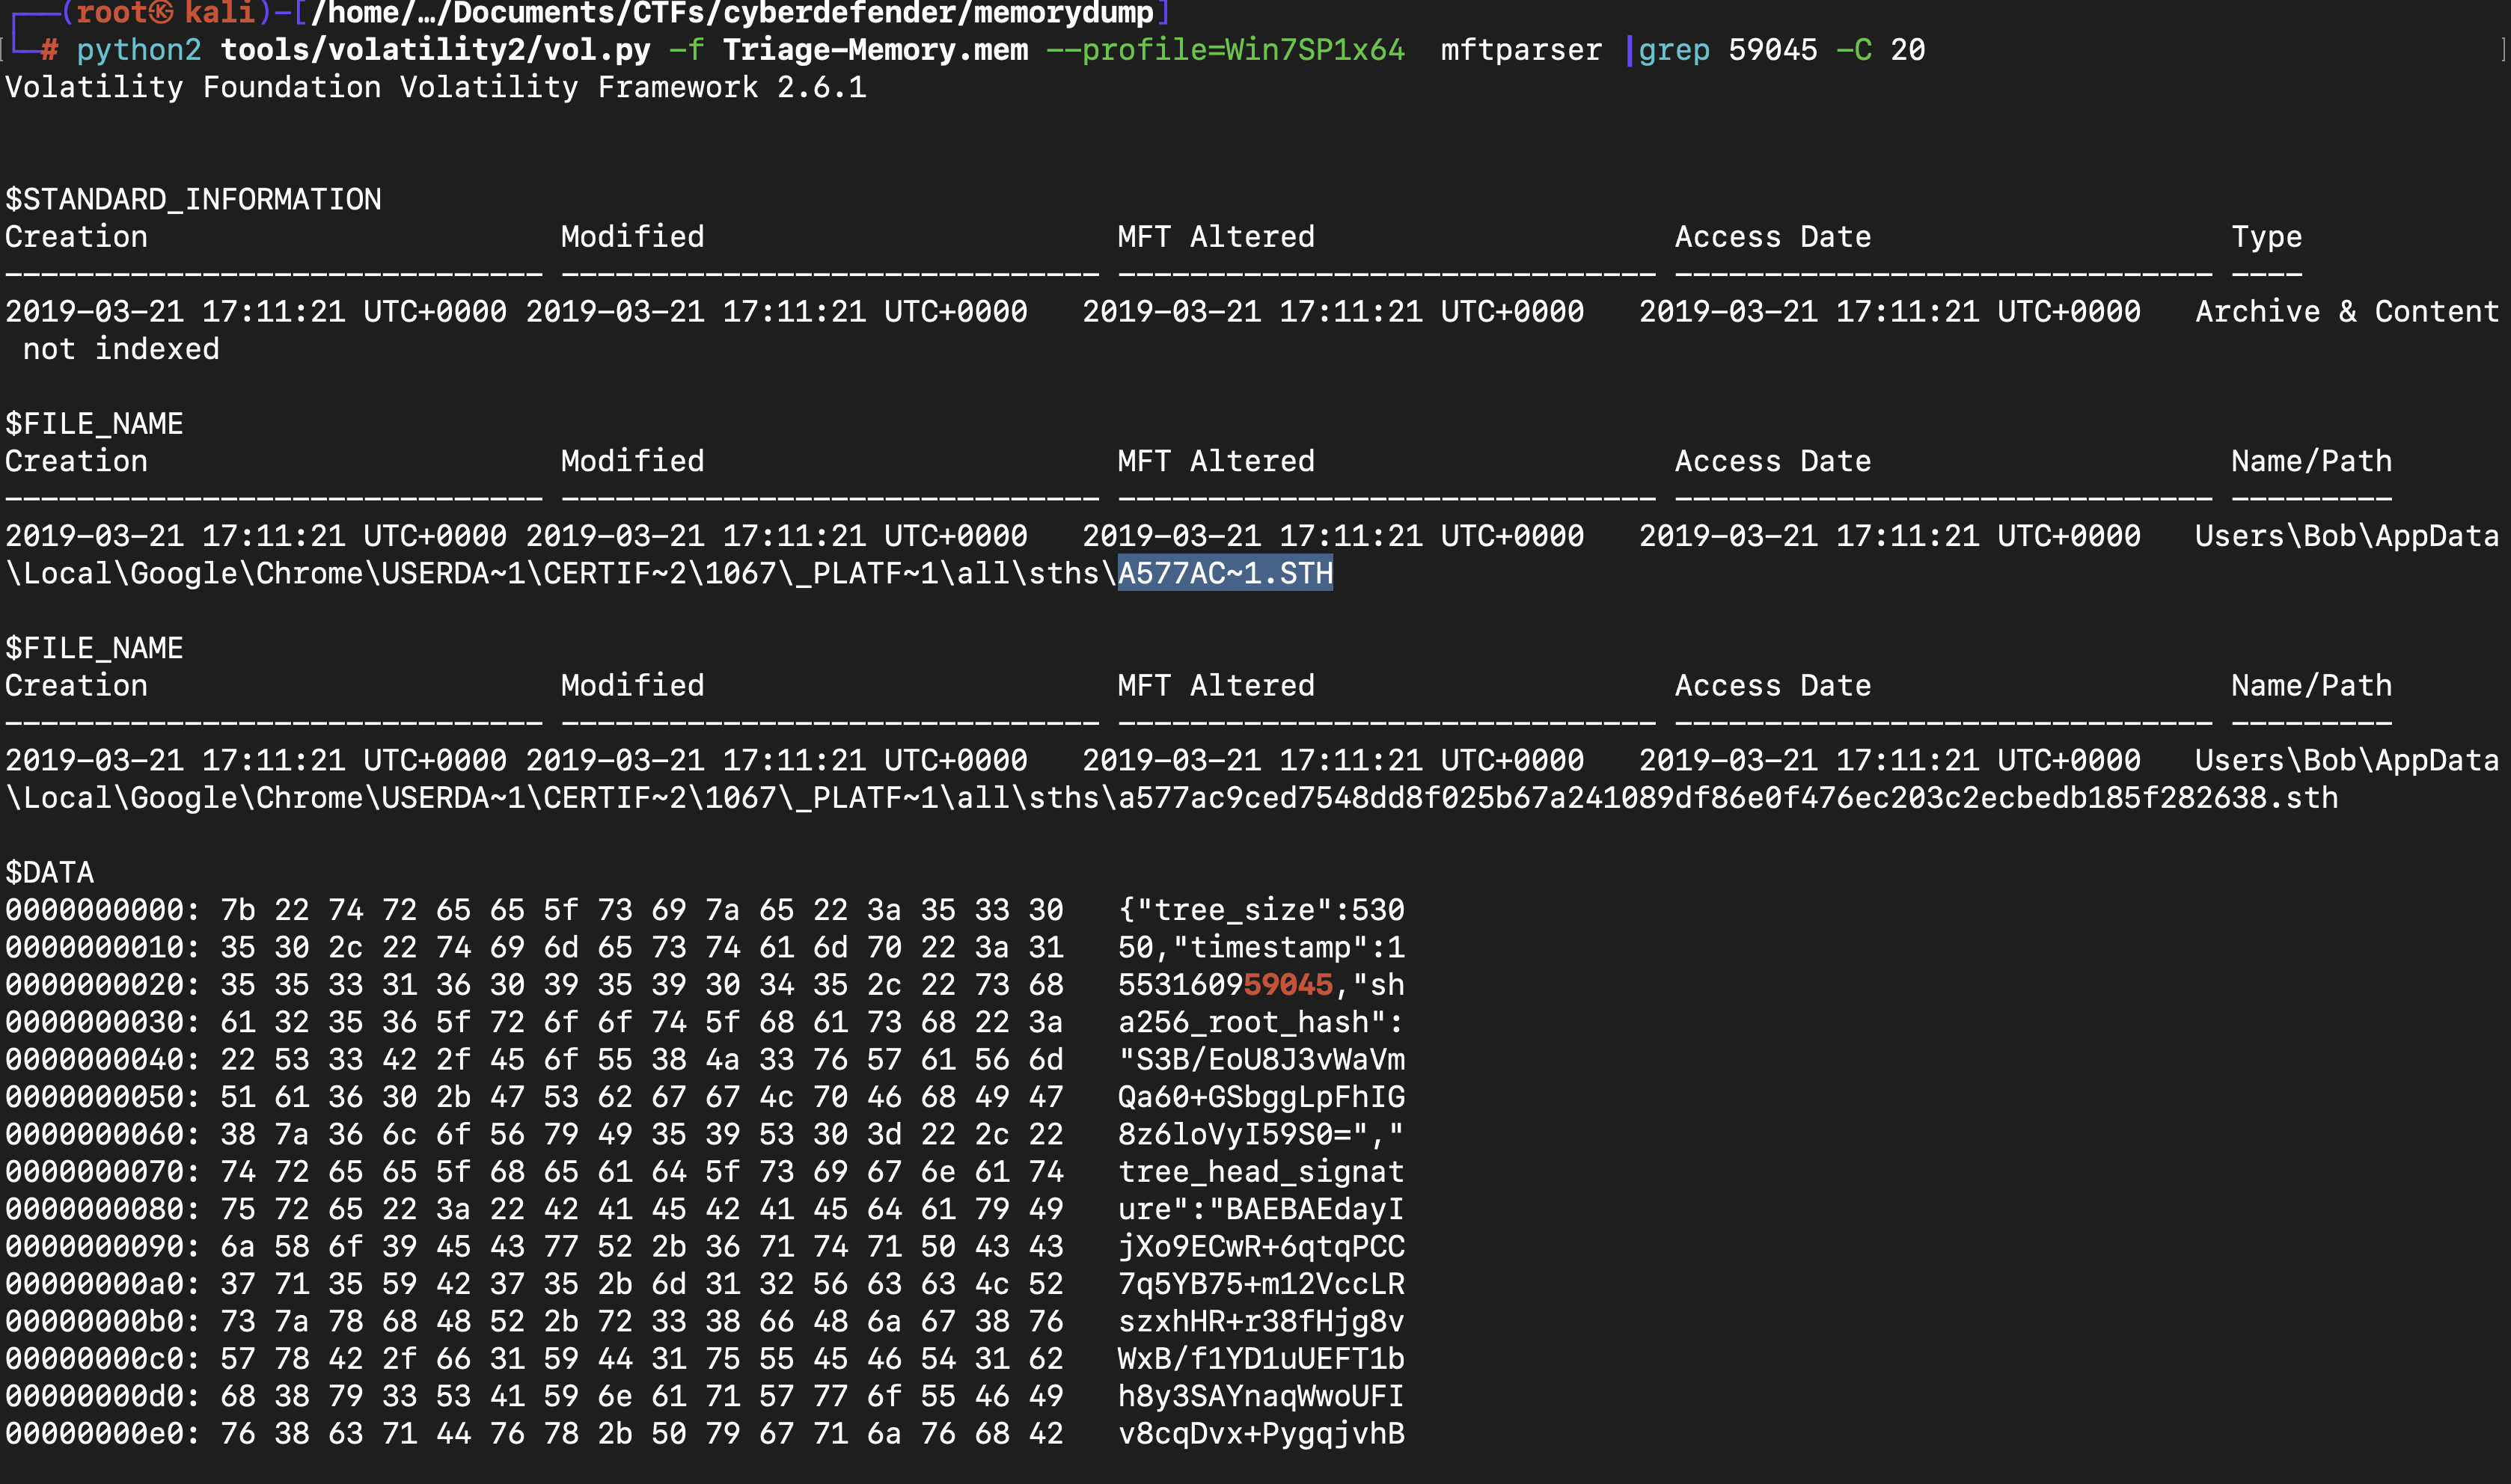 ┌──(root㉿kali)-[/home/…/Documents/CTFs/cyberdefender/memorydump]
└─# python2 tools/volatility2/vol.py -f Triage-Memory.mem --profile=Win7SP1x64  mftparser |grep 59045 -C 20
Volatility Foundation Volatility Framework 2.6.1
$STANDARD_INFORMATION
Creation                       Modified                       MFT Altered                    Access Date                    Type
------------------------------ ------------------------------ ------------------------------ ------------------------------ ----
2019-03-21 17:11:21 UTC+0000 2019-03-21 17:11:21 UTC+0000   2019-03-21 17:11:21 UTC+0000   2019-03-21 17:11:21 UTC+0000   Archive & Content
 not indexed
$FILE_NAME
Creation                       Modified                       MFT Altered                    Access Date                    Name/Path
------------------------------ ------------------------------ ------------------------------ ------------------------------ ---------
2019-03-21 17:11:21 UTC+0000 2019-03-21 17:11:21 UTC+0000   2019-03-21 17:11:21 UTC+0000   2019-03-21 17:11:21 UTC+0000   Users\Bob\AppData
\Local\Google\Chrome\USERDA~1\CERTIF~2\1067\_PLATF~1\all\sths\A577AC~1.STH
$FILE_NAME
Creation                       Modified                       MFT Altered                    Access Date                    Name/Path
------------------------------ ------------------------------ ------------------------------ ------------------------------ ---------
2019-03-21 17:11:21 UTC+0000 2019-03-21 17:11:21 UTC+0000   2019-03-21 17:11:21 UTC+0000   2019-03-21 17:11:21 UTC+0000   Users\Bob\AppData
\Local\Google\Chrome\USERDA~1\CERTIF~2\1067\_PLATF~1\all\sths\a577ac9ced7548dd8f025b67a241089df86e0f476ec203c2ecbedb185f282638.sth
$DATA
0000000000: 7b 22 74 72 65 65 5f 73 69 7a 65 22 3a 35 33 30   {"tree_size":530
0000000010: 35 30 2c 22 74 69 6d 65 73 74 61 6d 70 22 3a 31   50,"timestamp":1
0000000020: 35 35 33 31 36 30 39 35 39 30 34 35 2c 22 73 68   553160959045,"sh
0000000030: 61 32 35 36 5f 72 6f 6f 74 5f 68 61 73 68 22 3a   a256_root_hash":
0000000040: 22 53 33 42 2f 45 6f 55 38 4a 33 76 57 61 56 6d   "S3B/EoU8J3vWaVm
0000000050: 51 61 36 30 2b 47 53 62 67 67 4c 70 46 68 49 47   Qa60+GSbggLpFhIG
0000000060: 38 7a 36 6c 6f 56 79 49 35 39 53 30 3d 22 2c 22   8z6loVyI59S0=","
0000000070: 74 72 65 65 5f 68 65 61 64 5f 73 69 67 6e 61 74   tree_head_signat
0000000080: 75 72 65 22 3a 22 42 41 45 42 41 45 64 61 79 49   ure":"BAEBAEdayI
0000000090: 6a 58 6f 39 45 43 77 52 2b 36 71 74 71 50 43 43   jXo9ECwR+6qtqPCC
00000000a0: 37 71 35 59 42 37 35 2b 6d 31 32 56 63 63 4c 52   7q5YB75+m12VccLR
00000000b0: 73 7a 78 68 48 52 2b 72 33 38 66 48 6a 67 38 76   szxhHR+r38fHjg8v
00000000c0: 57 78 42 2f 66 31 59 44 31 75 55 45 46 54 31 62   WxB/f1YD1uUEFT1b
00000000d0: 68 38 79 33 53 41 59 6e 61 71 57 77 6f 55 46 49   h8y3SAYnaqWwoUFI
00000000e0: 76 38 63 71 44 76 78 2b 50 79 67 71 6a 76 68 42   v8cqDvx+PygqjvhB